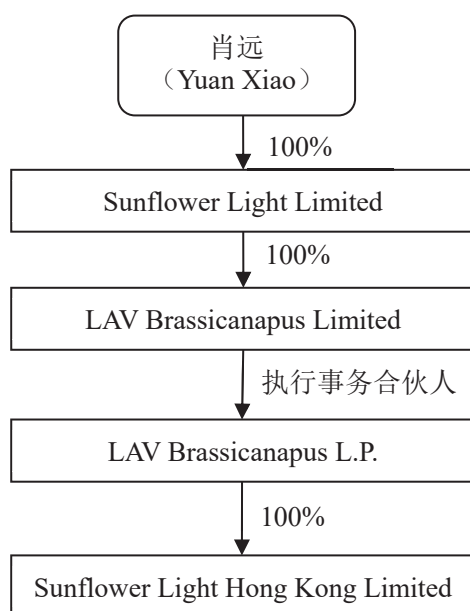 肖远
（Yuan Xiao）
100%
Sunflower Light Limited
100%
LAV Brassicanapus Limited
执行事务合伙人
LAV Brassicanapus L.P.
100%
Sunflower Light Hong Kong Limited